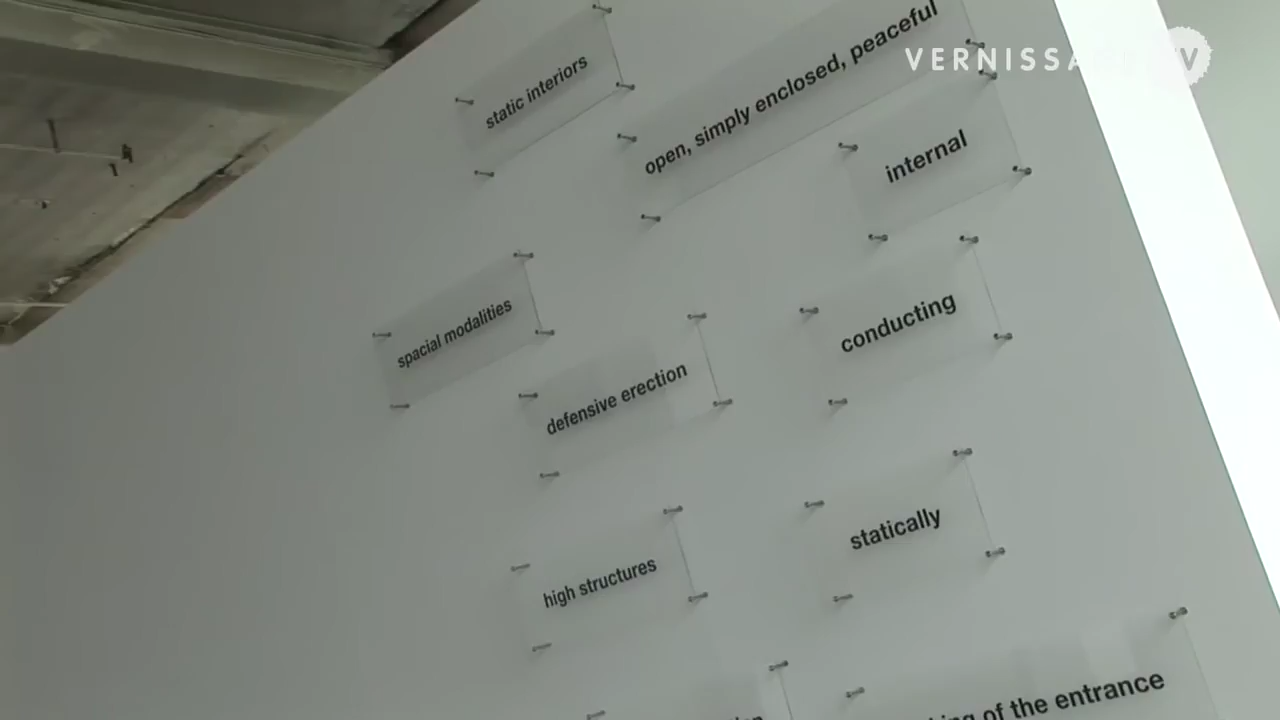 static interiors
open, simply enclosed, peaceful
internal
spacial modalities
conducting
defensive erection
statically
high structures
of the entrance
VERNISSAGE TV